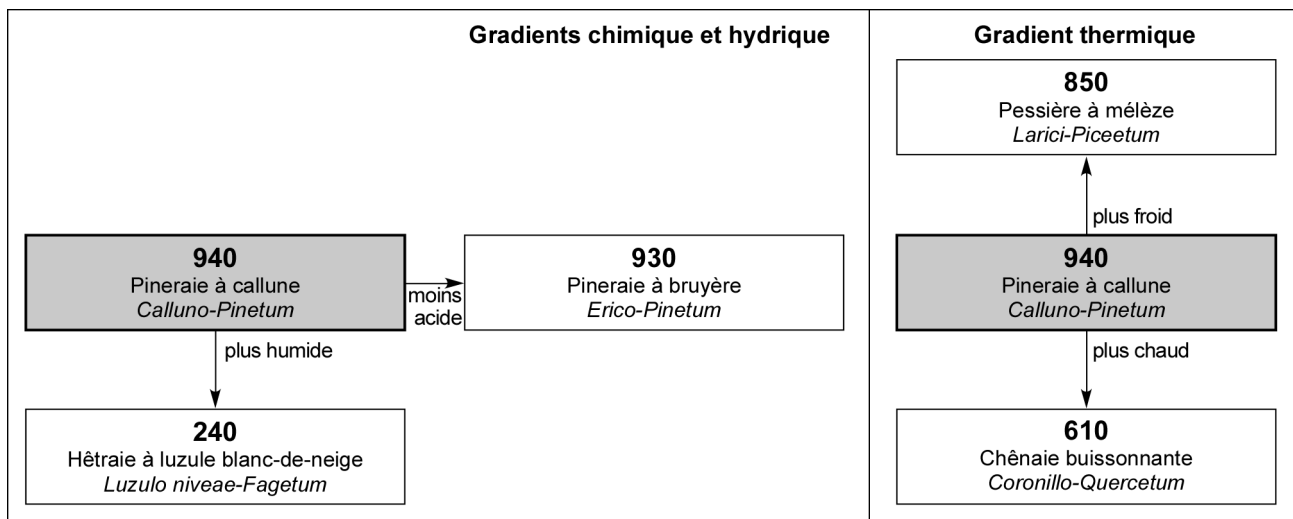 Gradients chimique et hydrique
940
Pineraie à callune
Calluno-Pinetum
moins
acide
930
Pineraie à bruyère
Erico-Pinetum
plus humide
240
Hêtraie à luzule blanc-de-neige
Luzulo niveae-Fagetum
Gradient thermique
850
Pessière à mélèze
Larici-Piceetum
plus froid
940
Pineraie à callune
Calluno-Pinetum
plus chaud
610
Chênaie buissonnante
Coronillo-Quercetum